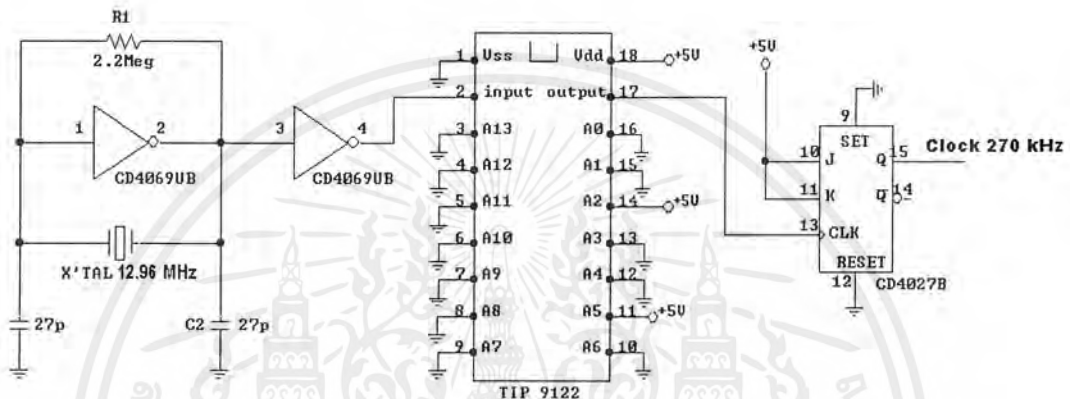 R1
2.2Meg
1
2
CD4069UB
X'TAL 12.96 MHz
27p
C2 27p
3
4
CD4069UB
1 Vss Vdd 18 +5V
2 input output 17
3 A13 A0 16
4 A12 A1 15
5 A11 A2 14 +5V
6 A10 A3 13
7 A9 A4 12
8 A8 A5 11 +5V
9 A7 A6 10
TIP 9122
+5V
9
SET
10 J Q 15
Clock 270 kHz
11 K Q 14
13 CLK
RESET
12
CD4027B